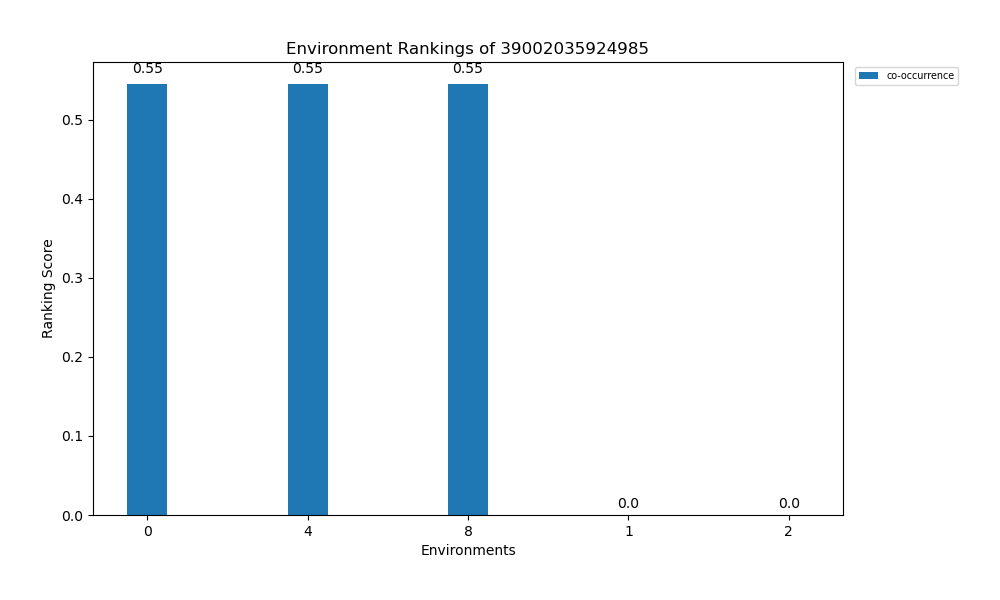 Environment Rankings of 39002035924985
co-occurrence
0.55 0.55 0.55 0.0 0.0
Ranking Score
0.5
0.4
0.3
0.2
0.1
0.0
0 4 8 1 2
Environments